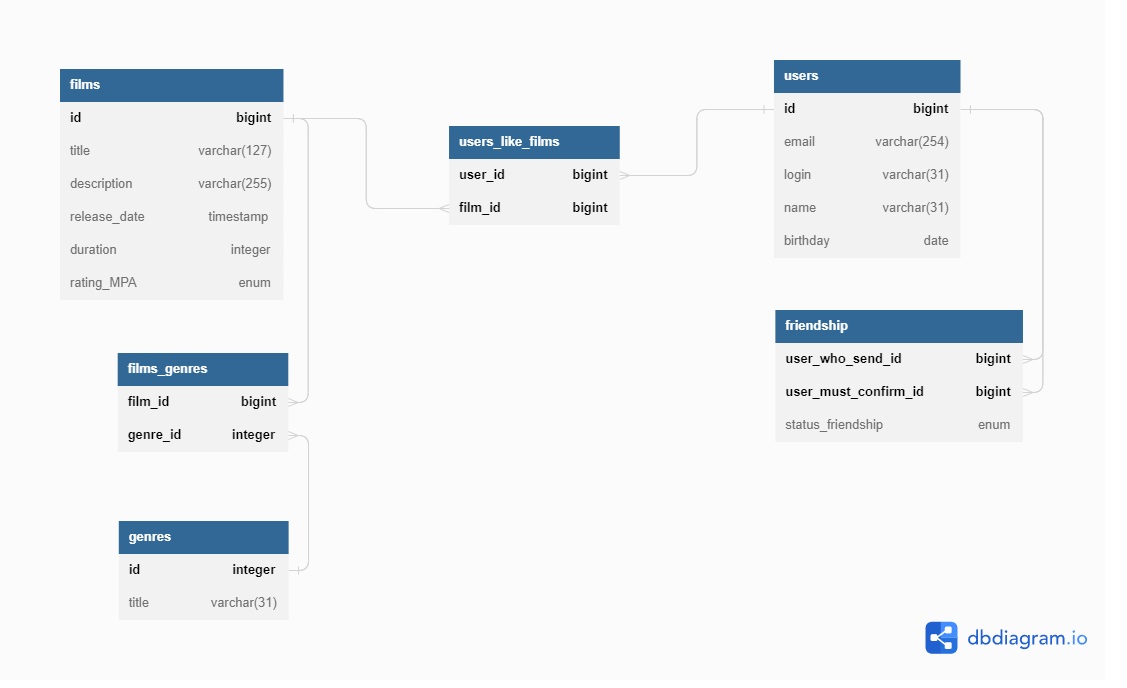 films
id bigint
title varchar(127)
description varchar(255)
release_date timestamp
duration integer
rating_MPA enum
users_like_films
user_id bigint
film_id bigint
users
id bigint
email varchar(254)
login varchar(31)
name varchar(31)
birthday date
films_genres
film_id bigint
genre_id integer
friendship
user_who_send_id bigint
user_must_confirm_id bigint
status_friendship enum
genres
id integer
title varchar(31)
dbdiagram.io